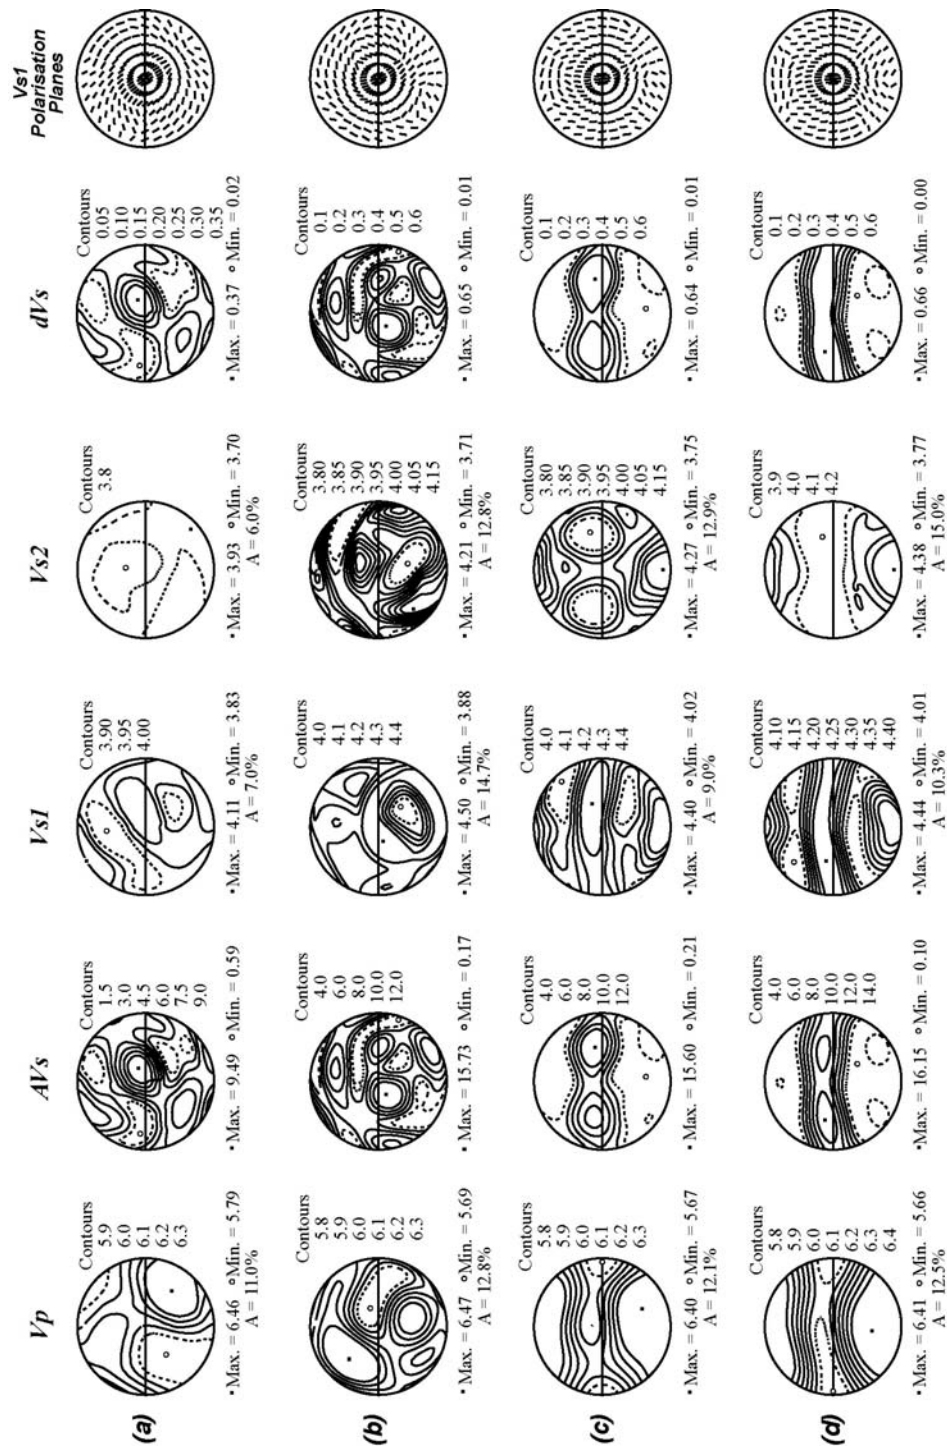 Vp
AVs
Vs1
Vs2
dVs
Vs1
Polarisation
Planes
(a)
Contours
5.9
6.0
6.1
6.2
6.3
▪ Max. = 6.46 ○ Min. = 5.79
A = 11.0%
Contours
1.5
3.0
4.5
6.0
7.5
9.0
▪ Max. = 9.49 ○ Min. = 0.59
Contours
3.90
3.95
4.00
▪ Max. = 4.11 ○ Min. = 3.83
A = 7.0%
Contours
3.8
▪ Max. = 3.93 ○ Min. = 3.70
A = 6.0%
Contours
0.05
0.10
0.15
0.20
0.25
0.30
0.35
▪ Max. = 0.37 ○ Min. = 0.02
(b)
Contours
5.8
5.9
6.0
6.1
6.2
6.3
▪ Max. = 6.47 ○ Min. = 5.69
A = 12.8%
Contours
4.0
6.0
8.0
10.0
12.0
▪ Max. = 15.73 ○ Min. = 0.17
Contours
4.0
4.1
4.2
4.3
4.4
▪ Max. = 4.50 ○ Min. = 3.88
A = 14.7%
Contours
3.80
3.85
3.90
3.95
4.00
4.05
4.15
▪ Max. = 4.21 ○ Min. = 3.71
A = 12.8%
Contours
0.1
0.2
0.3
0.4
0.5
0.6
▪ Max. = 0.65 ○ Min. = 0.01
(c)
Contours
5.8
5.9
6.0
6.1
6.2
6.3
▪ Max. = 6.40 ○ Min. = 5.67
A = 12.1%
Contours
4.0
6.0
8.0
10.0
12.0
▪ Max. = 15.60 ○ Min. = 0.21
Contours
4.0
4.1
4.2
4.3
4.4
▪ Max. = 4.40 ○ Min. = 4.02
A = 9.0%
Contours
3.80
3.85
3.90
3.95
4.00
4.05
4.15
▪ Max. = 4.27 ○ Min. = 3.75
A = 12.9%
Contours
0.1
0.2
0.3
0.4
0.5
0.6
▪ Max. = 0.64 ○ Min. = 0.01
(d)
Contours
5.8
5.9
6.0
6.1
6.2
6.3
6.4
▪ Max. = 6.41 ○ Min. = 5.66
A = 12.5%
Contours
4.0
6.0
8.0
10.0
12.0
14.0
▪ Max. = 16.15 ○ Min. = 0.10
Contours
4.10
4.15
4.20
4.25
4.30
4.35
4.40
▪ Max. = 4.44 ○ Min. = 4.01
A = 10.3%
Contours
3.9
4.0
4.1
4.2
▪ Max. = 4.38 ○ Min. = 3.77
A = 15.0%
Contours
0.1
0.2
0.3
0.4
0.5
0.6
▪ Max. = 0.66 ○ Min. = 0.00